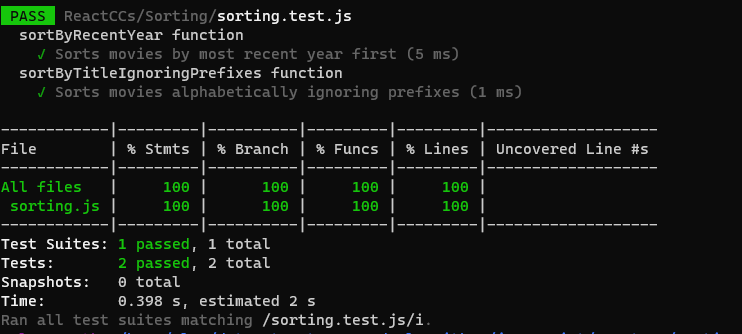 PASS ReactCCs/Sorting/sorting.test.js
sortByRecentYear function
√ Sorts movies by most recent year first (5 ms)
sortByTitleIgnoringPrefixes function
√ Sorts movies alphabetically ignoring prefixes (1 ms)
------------|---------|----------|---------|---------|-------------------
File        | % Stmts | % Branch | % Funcs | % Lines | Uncovered Line #s
------------|---------|----------|---------|---------|-------------------
All files   |     100 |      100 |     100 |     100 |
 sorting.js |     100 |      100 |     100 |     100 |
------------|---------|----------|---------|---------|-------------------
Test Suites: 1 passed, 1 total
Tests:       2 passed, 2 total
Snapshots:   0 total
Time:        0.398 s, estimated 2 s
Ran all test suites matching /sorting.test.js/i.